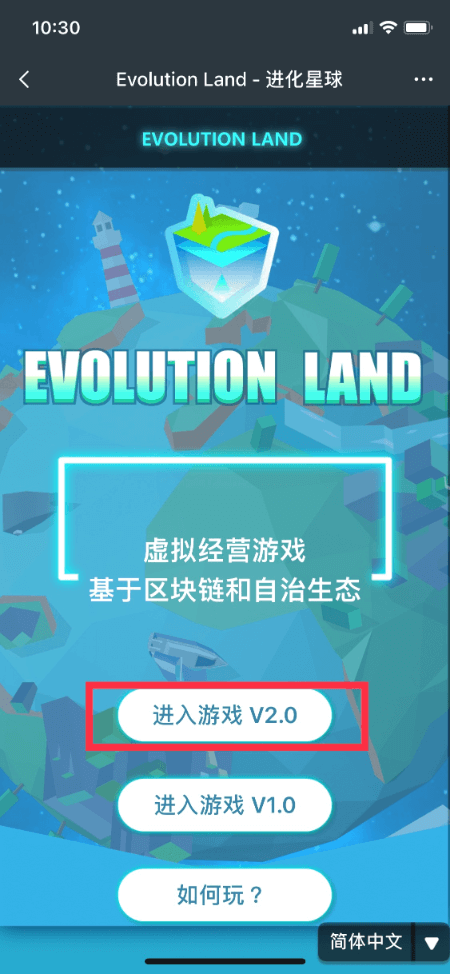 10:30
Evolution Land - 进化星球
EVOLUTION LAND
EVOLUTION LAND
虚拟经营游戏
基于区块链和自治生态
进入游戏 V2.0
进入游戏 V1.0
如何玩？
简体中文